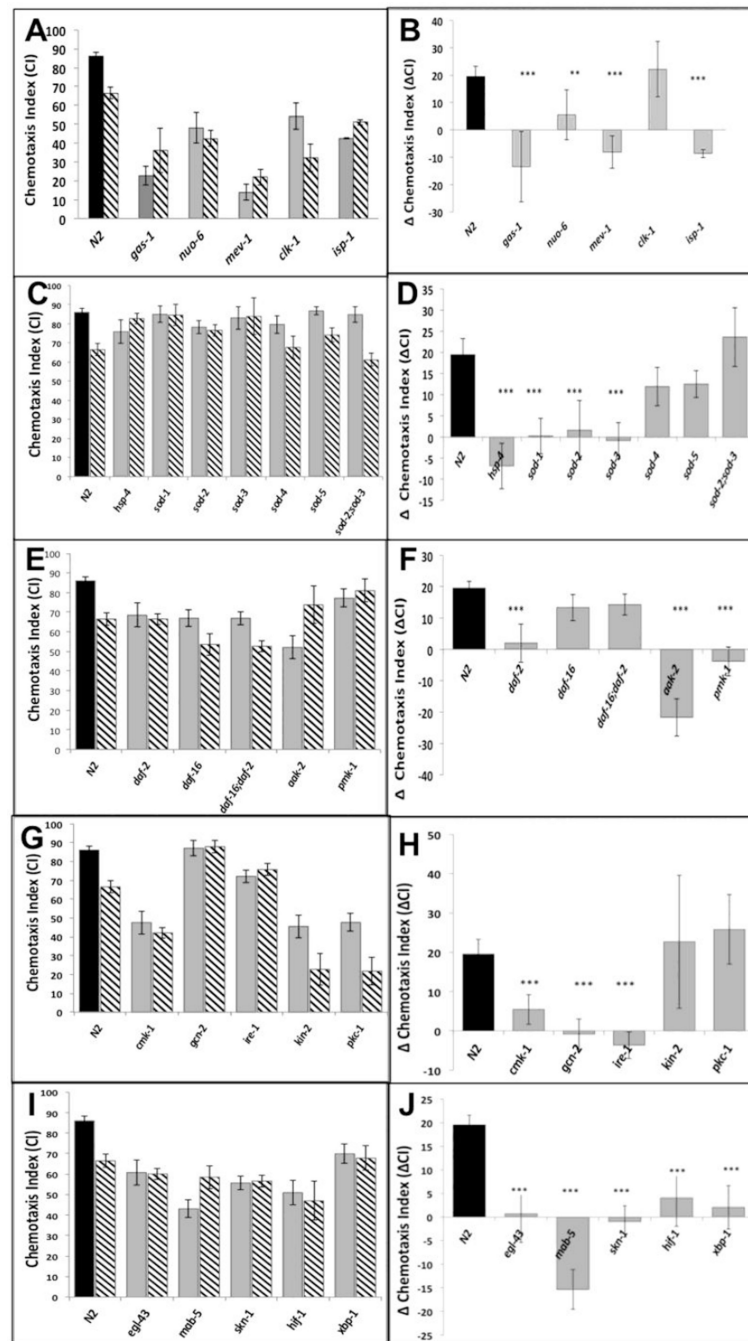 A
Chemotaxis Index (CI)
100
90
80
70
60
50
40
30
20
10
0
N2
gas-1
nuo-6
mev-1
clk-1
isp-1
B
Δ Chemotaxis Index (ΔCI)
40
30
20
10
0
-10
-20
-30
*** ** *** ***
N2
gas-1
nuo-6
mev-1
clk-1
isp-1
C
Chemotaxis Index (CI)
100
90
80
70
60
50
40
30
20
10
0
N2
hsp-4
sod-1
sod-2
sod-3
sod-4
sod-5
sod-2;sod-3
D
Δ Chemotaxis Index (ΔCI)
35
30
25
20
15
10
5
0
-5
-10
-15
*** *** *** ***
N2
hsp-4
sod-1
sod-2
sod-3
sod-4
sod-5
sod-2;sod-3
E
Chemotaxis Index (CI)
100
90
80
70
60
50
40
30
20
10
0
N2
daf-2
daf-16
daf-16;daf-2
aak-2
pmk-1
F
Δ Chemotaxis Index (ΔCI)
30
20
10
0
-10
-20
-30
-40
*** *** ***
N2
daf-2
daf-16
daf-16;daf-2
aak-2
pmk-1
G
Chemotaxis Index (CI)
100
90
80
70
60
50
40
30
20
10
0
N2
cmk-1
gcn-2
ire-1
kin-2
pkc-1
H
Δ Chemotaxis Index (ΔCI)
50
40
30
20
10
0
-10
*** *** ***
N2
cmk-1
gcn-2
ire-1
kin-2
pkc-1
I
Chemotaxis Index (CI)
100
90
80
70
60
50
40
30
20
10
0
N2
egl-43
mab-5
skn-1
hif-1
xbp-1
J
Δ Chemotaxis Index (ΔCI)
25
20
15
10
5
0
-5
-10
-15
-20
-25
*** *** *** *** ***
N2
egl-43
mab-5
skn-1
hif-1
xbp-1